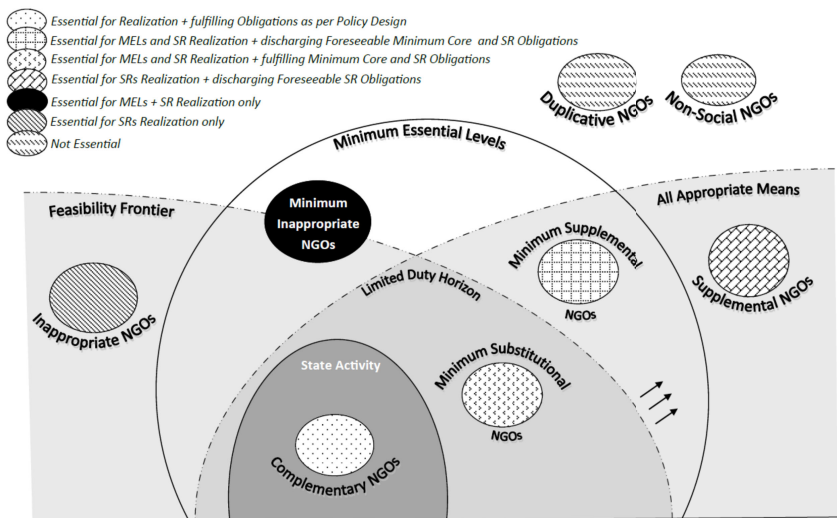 Essential for Realization + fulfilling Obligations as per Policy Design
Essential for MELs and SR Realization + discharging Foreseeable Minimum Core and SR Obligations
Essential for MELs and SR Realization + fulfilling Minimum Core and SR Obligations
Essential for SRs Realization + discharging Foreseeable SR Obligations
Essential for MELs + SR Realization only
Essential for SRs Realization only
Not Essential
Duplicative NGOs
Non-Social NGOs
Minimum Essential Levels
Feasibility Frontier
All Appropriate Means
Minimum
Inappropriate
NGOs
Minimum Supplemental
NGOs
Limited Duty Horizon
Supplemental NGOs
Inappropriate NGOs
State Activity
Minimum Substitutional
NGOs
Complementary NGOs